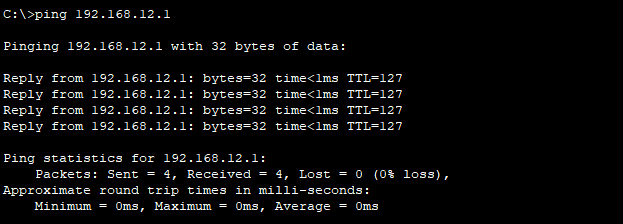 C:\>ping 192.168.12.1
Pinging 192.168.12.1 with 32 bytes of data:
Reply from 192.168.12.1: bytes=32 time<1ms TTL=127
Reply from 192.168.12.1: bytes=32 time<1ms TTL=127
Reply from 192.168.12.1: bytes=32 time<1ms TTL=127
Reply from 192.168.12.1: bytes=32 time<1ms TTL=127
Ping statistics for 192.168.12.1:
    Packets: Sent = 4, Received = 4, Lost = 0 (0% loss),
Approximate round trip times in milli-seconds:
    Minimum = 0ms, Maximum = 0ms, Average = 0ms